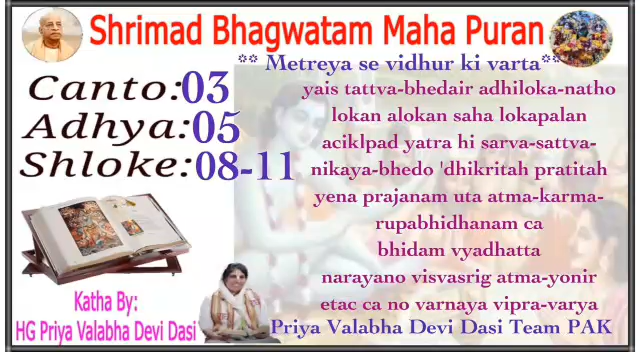 Shrimad Bhagwatam Maha Puran
** Metreya se vidhur ki varta**
Canto:03
Adhya:05
Shloke:08-11
yais tattva-bhedair adhiloka-natho
lokan alokan saha lokapalan
aciklpad yatra hi sarva-sattva-
nikaya-bhedo 'dhikritah pratitah
yena prajanam uta atma-karma-
rupabhidhanam ca
bhidam vyadhatta
narayano visvasrig atma-yonir
etac ca no varnaya vipra-varya
Katha By:
HG Priya Valabha Devi Dasi
Priya Valabha Devi Dasi Team PAK